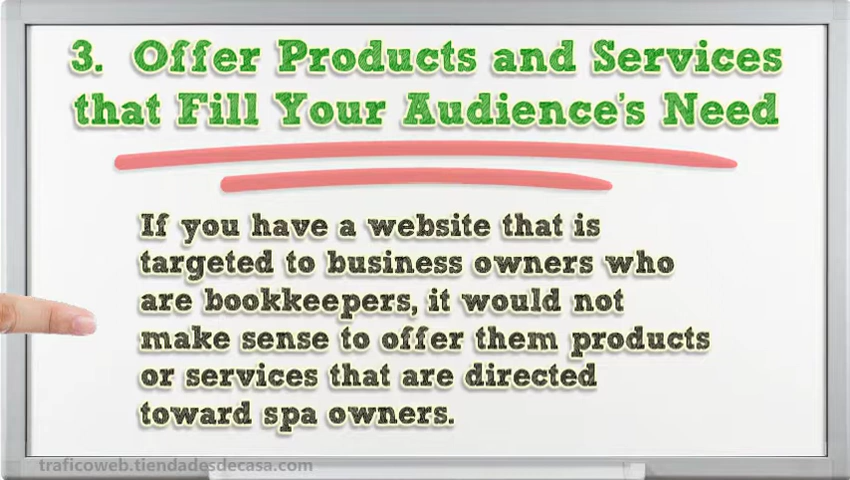 3. Offer Products and Services
that Fill Your Audience's Need
If you have a website that is
targeted to business owners who
are bookkeepers, it would not
make sense to offer them products
or services that are directed
toward spa owners.
traficoweb.tiendadesdecasa.com